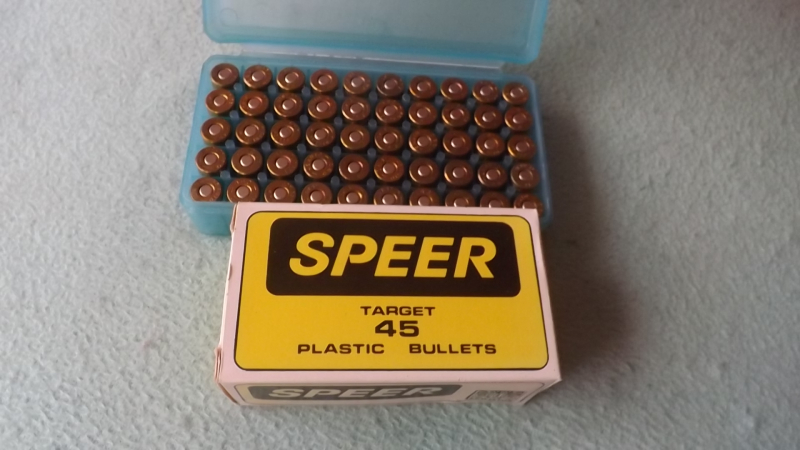 SPEER
TARGET
45
PLASTIC BULLETS
SPEER